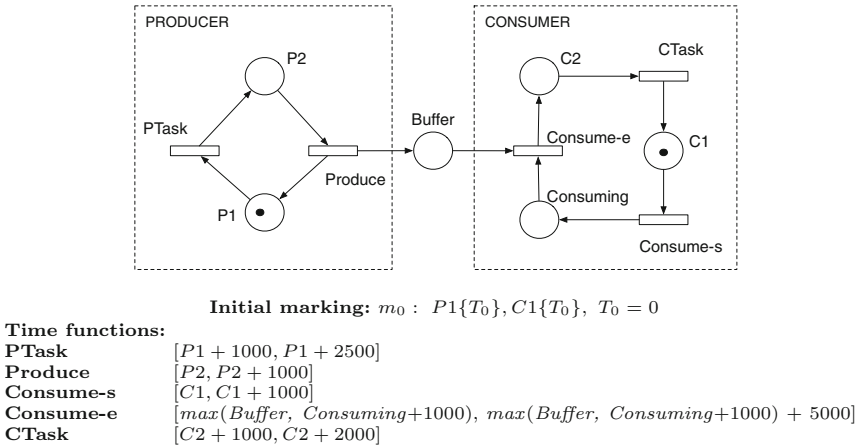 PRODUCER
CONSUMER
P2
C2
CTask
PTask
Buffer
Consume-e
C1
Produce
Consuming
P1
Consume-s
Initial marking: m₀ : P1{T₀}, C1{T₀}, T₀ = 0
Time functions:
PTask [P1 + 1000, P1 + 2500]
Produce [P2, P2 + 1000]
Consume-s [C1, C1 + 1000]
Consume-e [max(Buffer, Consuming+1000), max(Buffer, Consuming+1000) + 5000]
CTask [C2 + 1000, C2 + 2000]